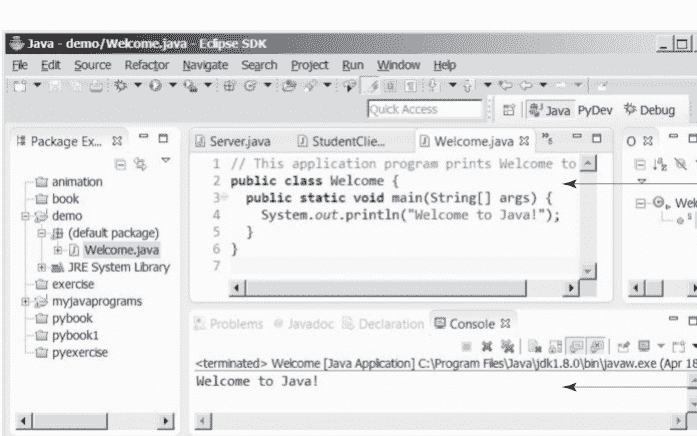 Java - demo/Welcome.java - Eclipse SDK
File Edit Source Refactor Navigate Search Project Run Window Help
Quick Access
Java PyDev Debug
Package Ex...
animation
book
demo
(default package)
Welcome.java
JRE System Library
exercise
myjavaprograms
pybook
pybook1
pyexercise
Server.java StudentClie... Welcome.java »5
1 // This application program prints Welcome to
2 public class Welcome {
3 public static void main(String[] args) {
4 System.out.println("Welcome to Java!");
5 }
6 }
7
O
Wel
Problems @ Javadoc Declaration Console
<terminated> Welcome [Java Application] C:\Program Files\Java\jdk1.8.0\bin\javaw.exe (Apr 18
Welcome to Java!